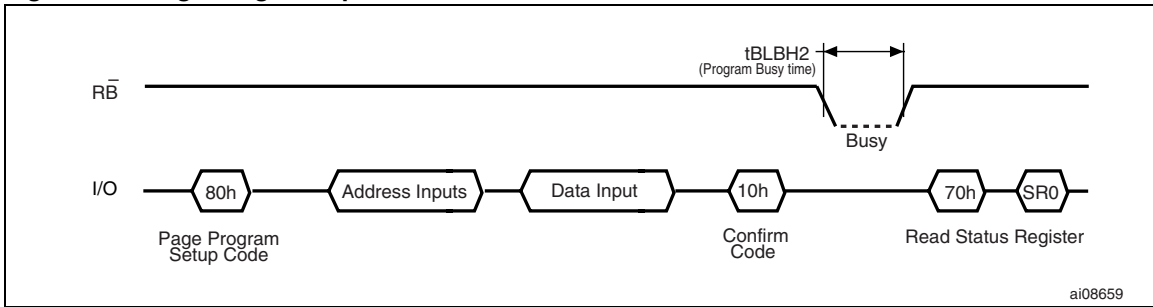 tBLBH2
(Program Busy time)
RB̅
Busy
I/O
80h
Address Inputs
Data Input
10h
70h
SR0
Page Program
Setup Code
Confirm
Code
Read Status Register
ai08659